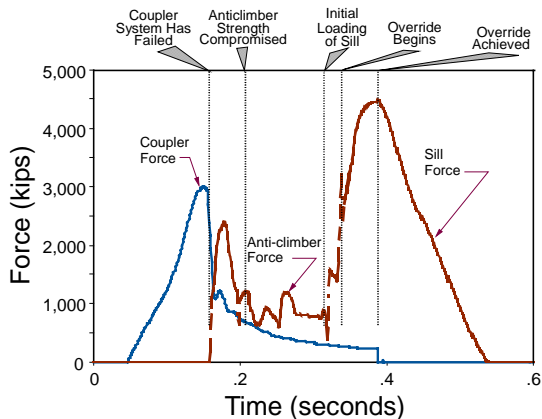 Coupler
System Has
Failed
Anticlimber
Strength
Compromised
Initial
Loading
of Sill
Override
Begins
Override
Achieved
5,000
4,000
3,000
2,000
1,000
0
Force (kips)
Coupler
Force
Anti-climber
Force
Sill
Force
0
.2
.4
.6
Time (seconds)